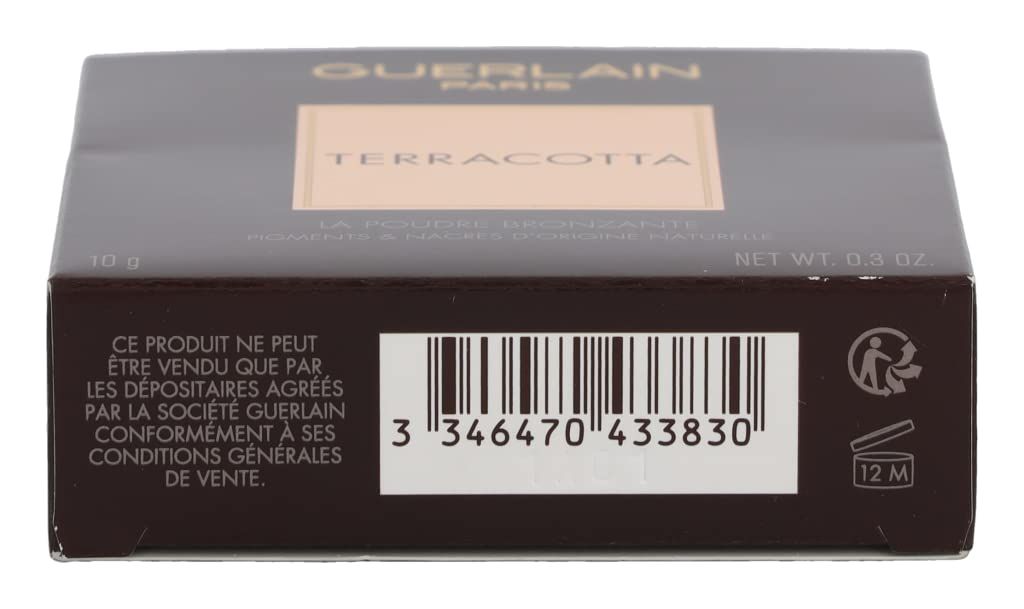 GUERLAIN
PARIS
TERRACOTTA
LA POUDRE BRONZANTE
PIGMENTS & NACRES D'ORIGINE NATURELLE
10 g
NET WT. 0.3 OZ.
CE PRODUIT NE PEUT
ÊTRE VENDU QUE PAR
LES DÉPOSITAIRES AGRÉÉS
PAR LA SOCIÉTÉ GUERLAIN
CONFORMÉMENT À SES
CONDITIONS GÉNÉRALES
DE VENTE.
3 346470 433830
12 M